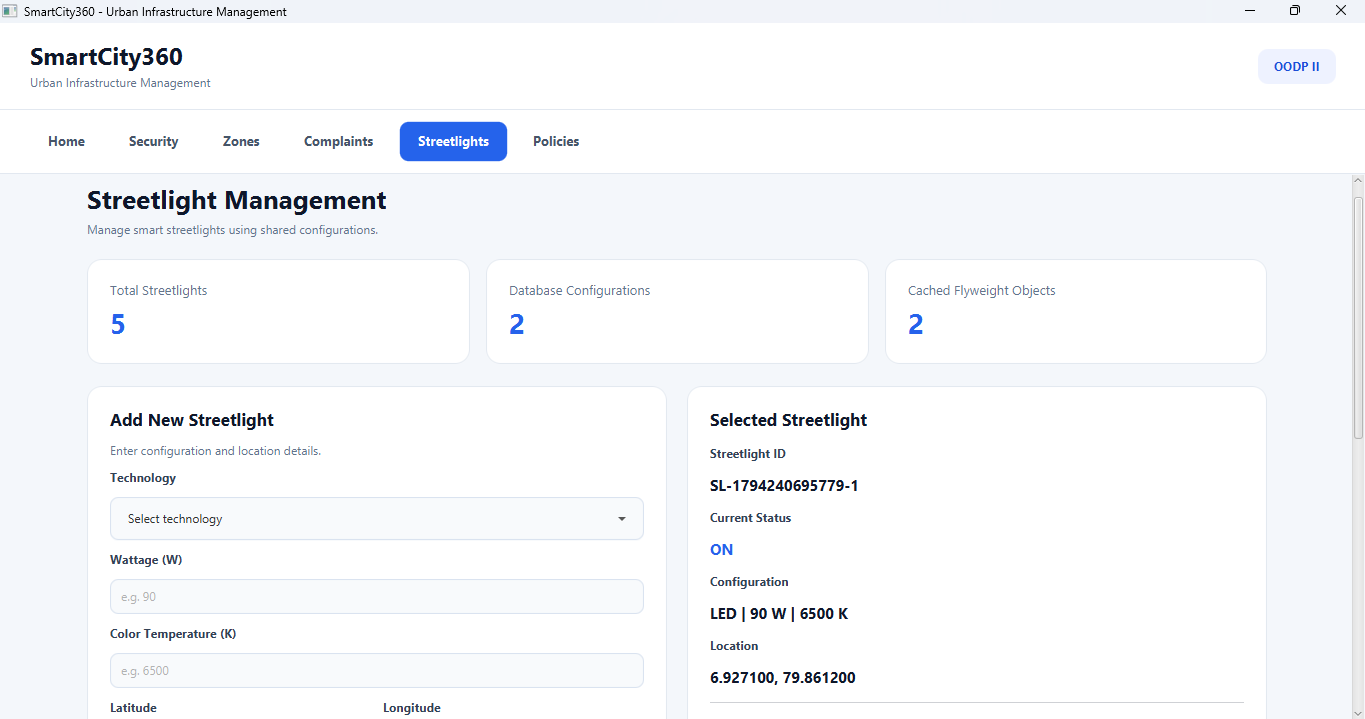 SmartCity360 - Urban Infrastructure Management
SmartCity360
Urban Infrastructure Management
OODP II
Home Security Zones Complaints Streetlights Policies
Streetlight Management
Manage smart streetlights using shared configurations.
Total Streetlights
5
Database Configurations
2
Cached Flyweight Objects
2
Add New Streetlight
Enter configuration and location details.
Technology
Select technology
Wattage (W)
e.g. 90
Color Temperature (K)
e.g. 6500
Latitude Longitude
Selected Streetlight
Streetlight ID
SL-1794240695779-1
Current Status
ON
Configuration
LED | 90 W | 6500 K
Location
6.927100, 79.861200